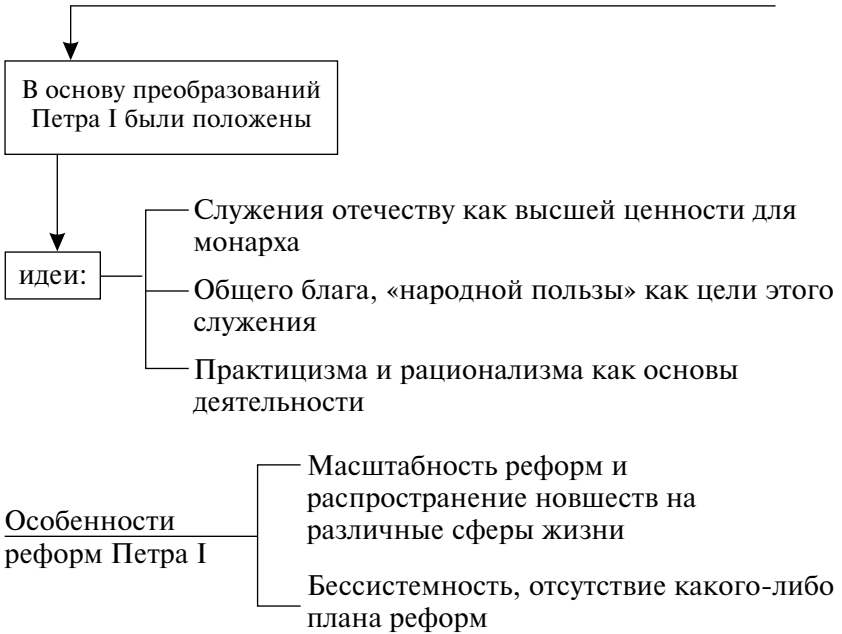 В основу преобразований
Петра I были положены
идеи:
Служения отечеству как высшей ценности для
монарха
Общего блага, «народной пользы» как цели этого
служения
Практицизма и рационализма как основы
деятельности
Особенности
реформ Петра I
Масштабность реформ и
распространение новшеств на
различные сферы жизни
Бессистемность, отсутствие какого-либо
плана реформ